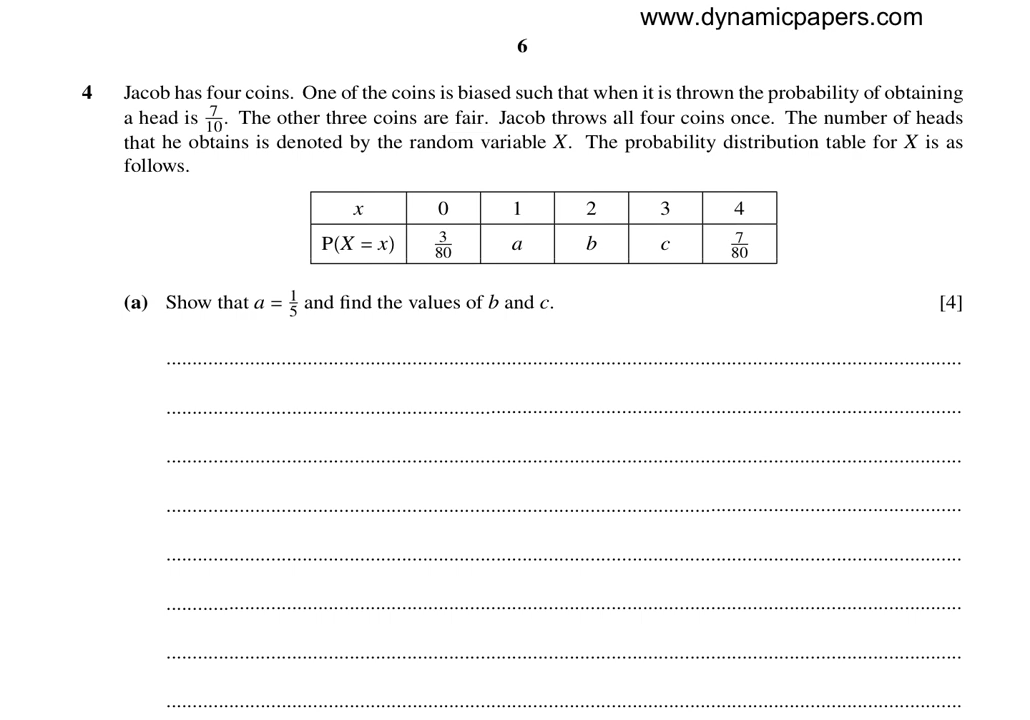 www.dynamicpapers.com
6
4 Jacob has four coins. One of the coins is biased such that when it is thrown the probability of obtaining
a head is 7/10. The other three coins are fair. Jacob throws all four coins once. The number of heads
that he obtains is denoted by the random variable X. The probability distribution table for X is as
follows.
x 0 1 2 3 4
P(X = x) 3/80 a b c 7/80
(a) Show that a = 1/5 and find the values of b and c. [4]